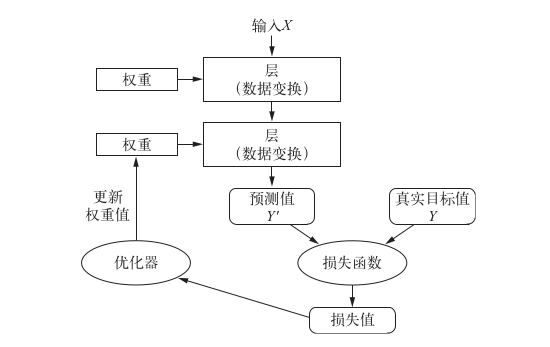 输入X
层
（数据变换）
权重
层
（数据变换）
权重
预测值
Y'
真实目标值
Y
更新
权重值
优化器
损失函数
损失值